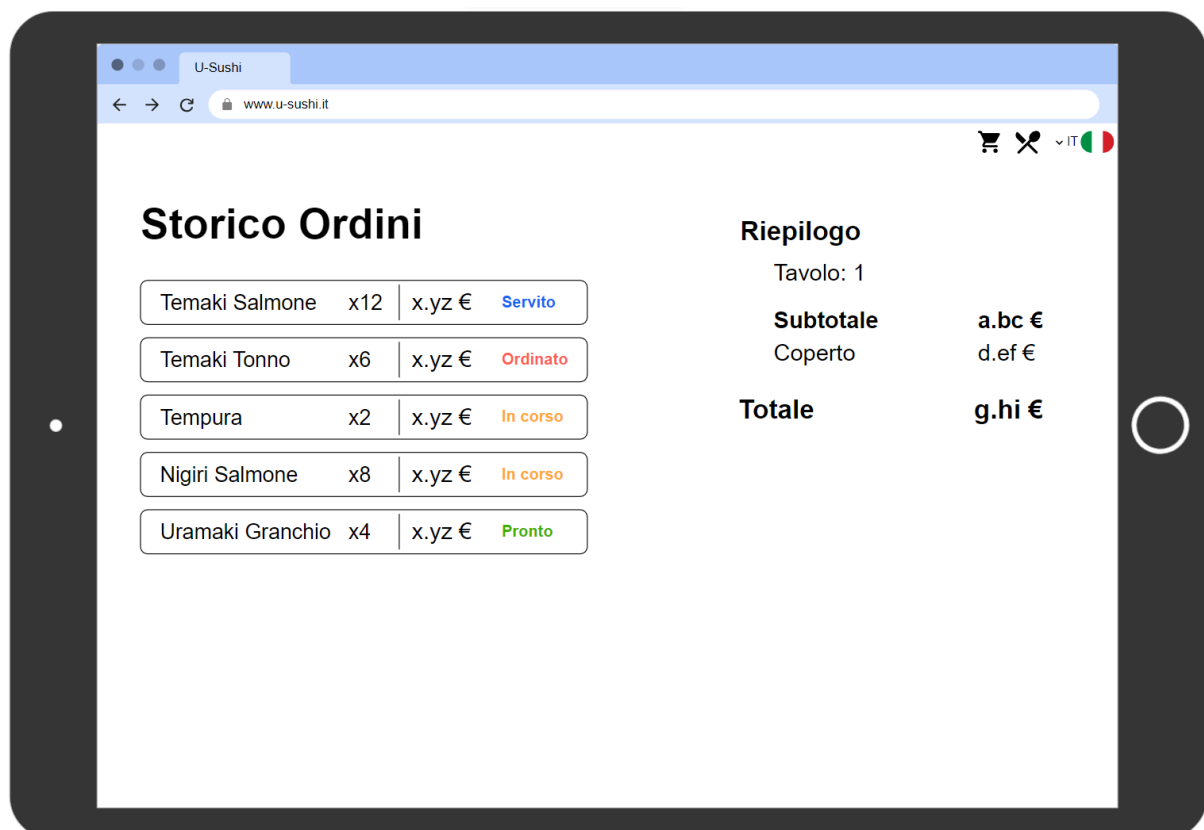 U-Sushi
www.u-sushi.it
IT
Storico Ordini
Temaki Salmone x12 x.yz € Servito
Temaki Tonno x6 x.yz € Ordinato
Tempura x2 x.yz € In corso
Nigiri Salmone x8 x.yz € In corso
Uramaki Granchio x4 x.yz € Pronto
Riepilogo
Tavolo: 1
Subtotale a.bc €
Coperto d.ef €
Totale g.hi €